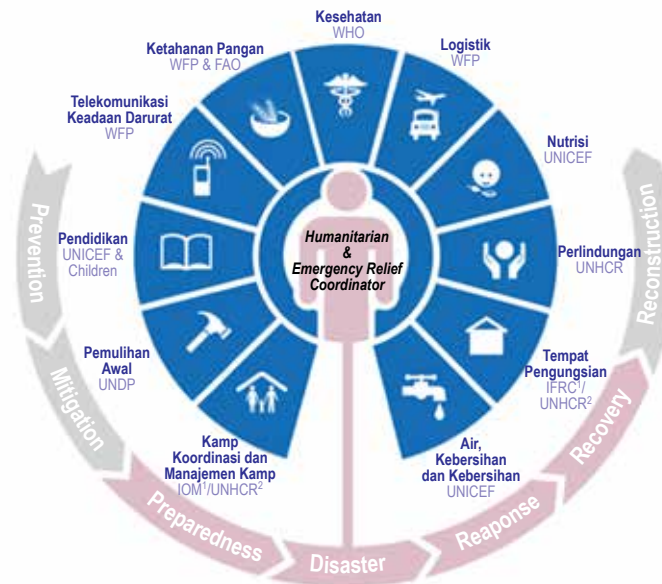 Kesehatan
WHO
Logistik
WFP
Nutrisi
UNICEF
Perlindungan
UNHCR
Tempat
Pengungsian
IFRC¹/
UNHCR²
Air,
Kebersihan
dan Kebersihan
UNICEF
Kamp
Koordinasi dan
Manajemen Kamp
IOM¹/UNHCR²
Pemulihan
Awal
UNDP
Pendidikan
UNICEF &
Children
Telekomunikasi
Keadaan Darurat
WFP
Ketahanan Pangan
WFP & FAO
Humanitarian
&
Emergency Relief
Coordinator
Prevention
Mitigation
Preparedness
Disaster
Reaponse
Recovery
Reconstruction